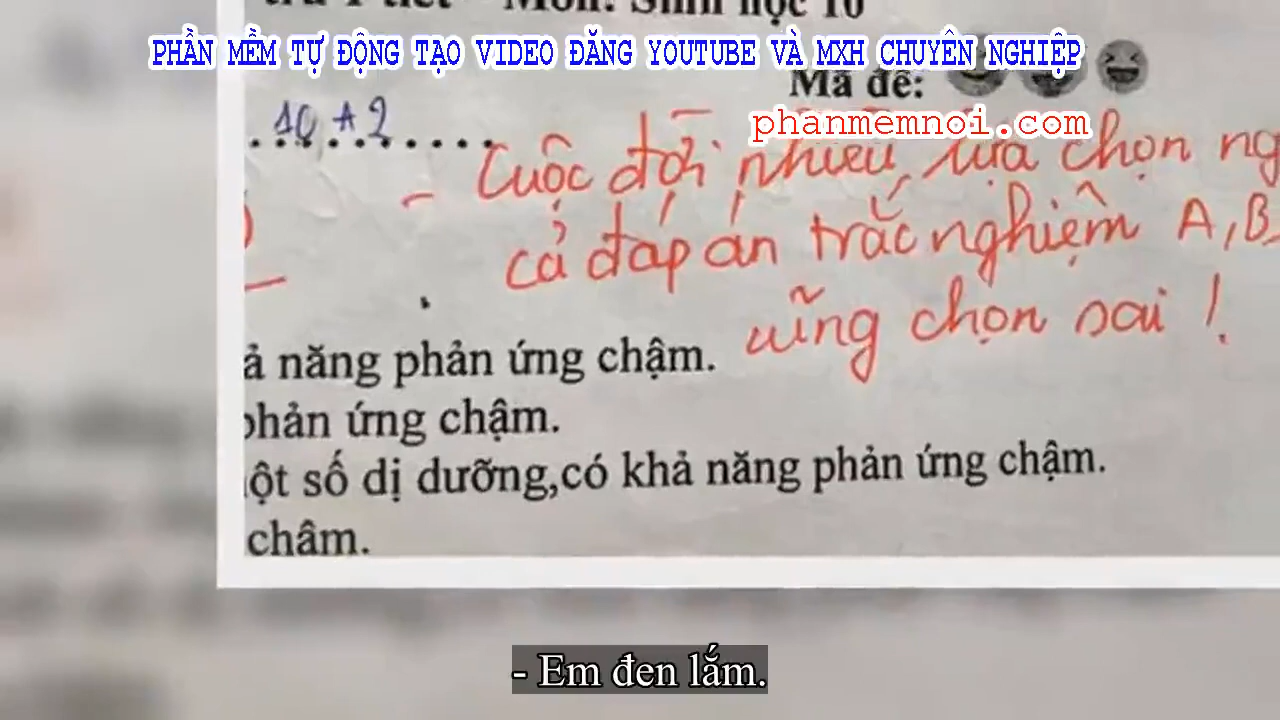 Môn: Sinh học 10
PHẦN MỀM TỰ ĐỘNG TẠO VIDEO ĐĂNG YOUTUBE VÀ MXH CHUYÊN NGHIỆP
Mã đề:
phanmemnoi.com
10 A2
- Cuộc đời nhiều lựa chọn
cả đáp án trắc nghiệm A, B
cũng chọn sai!
năng phản ứng chậm.
phản ứng chậm.
số dị dưỡng,có khả năng phản ứng chậm.
châm.
- Em đen lắm.